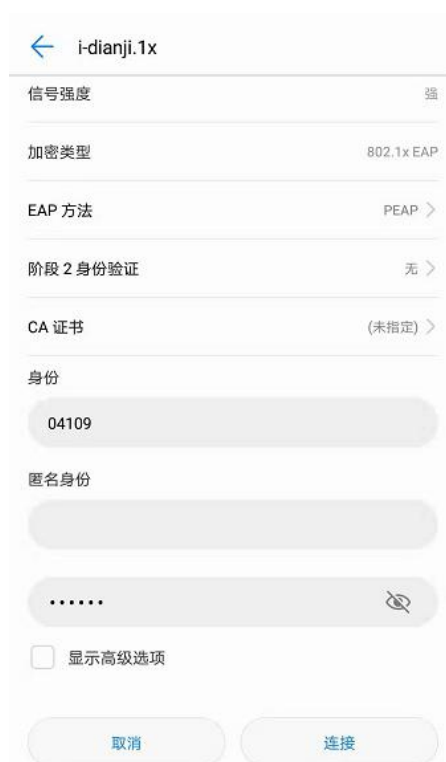 i-dianji.1x
信号强度 强
加密类型 802.1x EAP
EAP 方法 PEAP
阶段 2 身份验证 无
CA 证书 (未指定)
身份
04109
匿名身份
••••••
显示高级选项
取消 连接